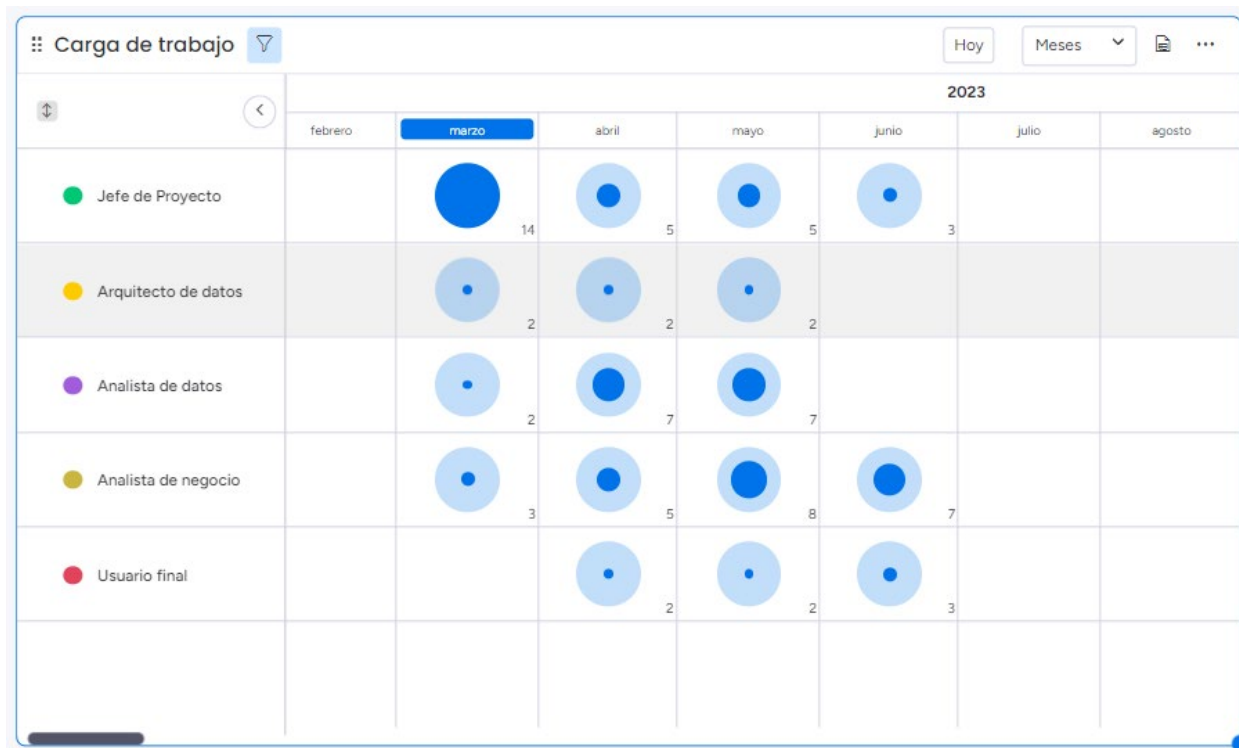 Carga de trabajo Hoy Meses
2023
febrero marzo abril mayo junio julio agosto
Jefe de Proyecto
14 5 5 3
Arquitecto de datos
2 2 2
Analista de datos
2 7 7
Analista de negocio
3 5 8 7
Usuario final
2 2 3